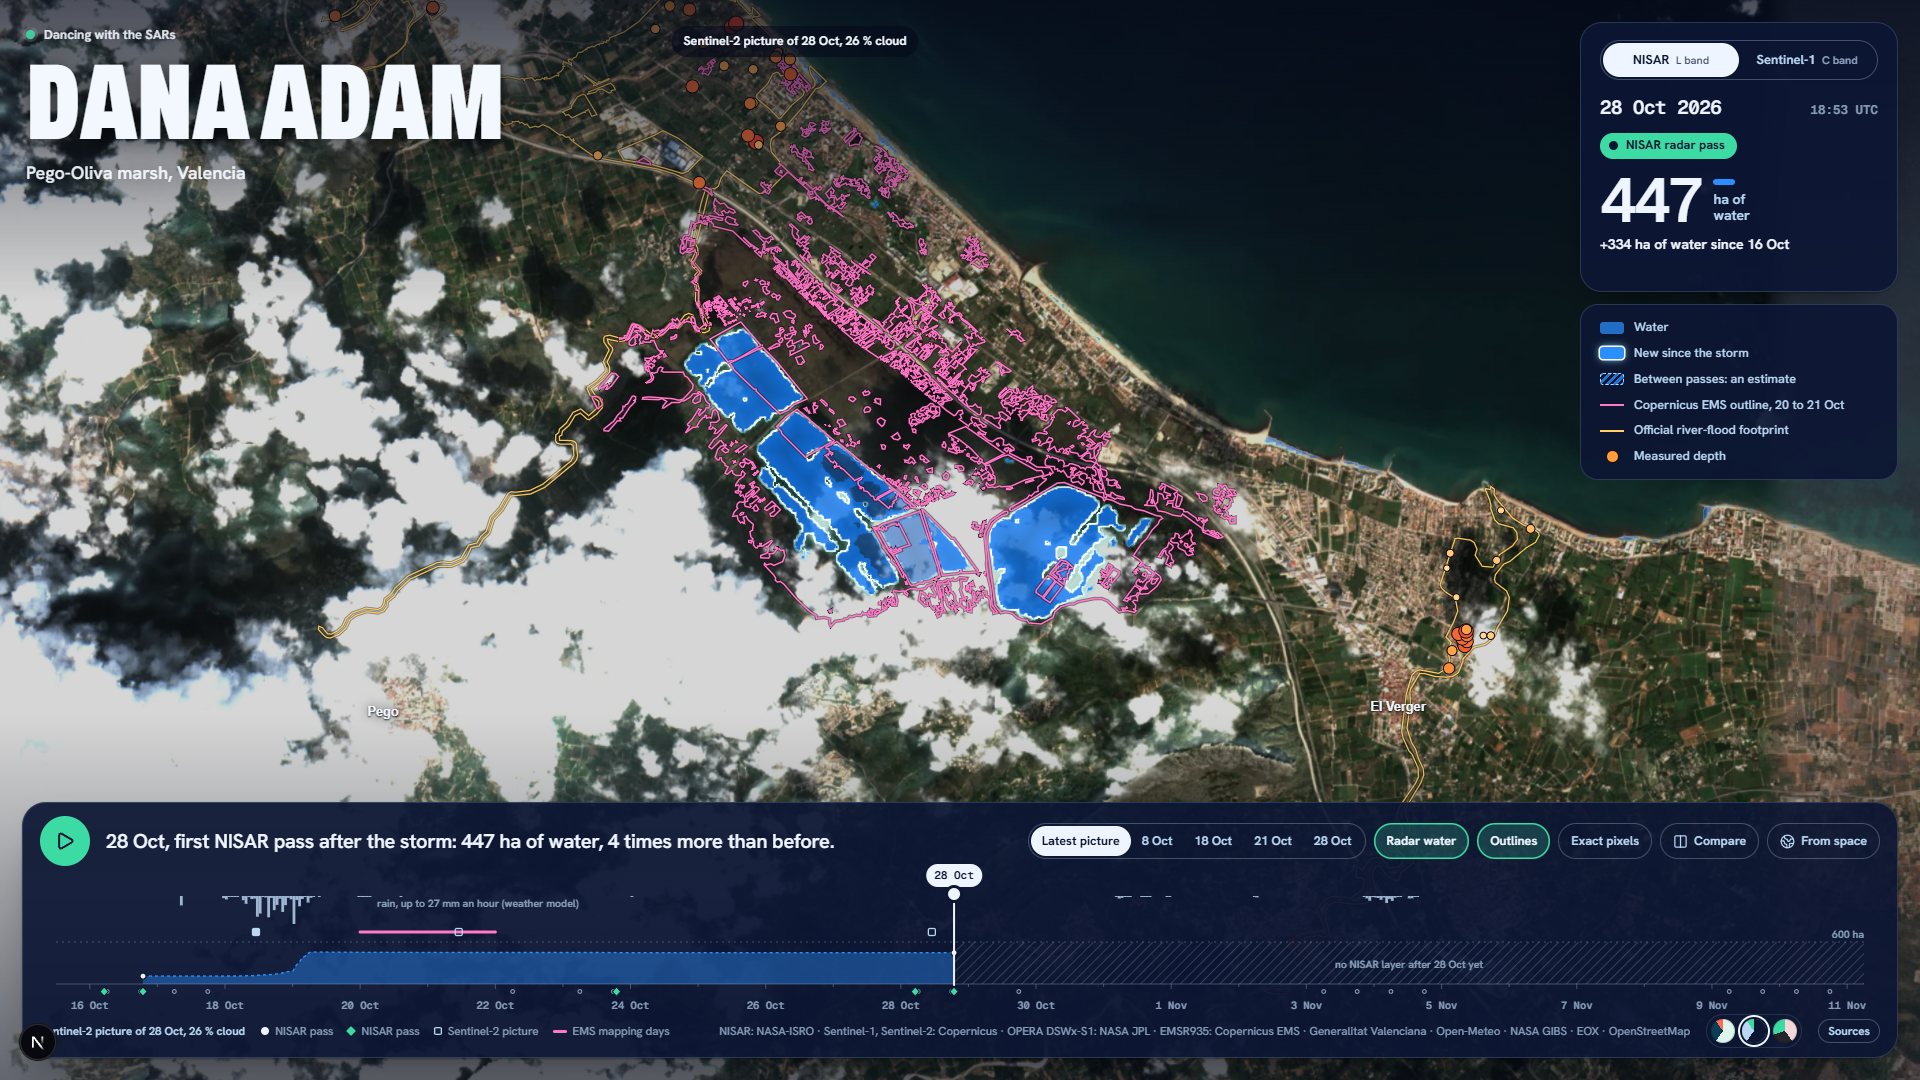 Dancing with the SARs
DANA ADAM
Pego-Oliva marsh, Valencia
Sentinel-2 picture of 28 Oct, 26 % cloud
NISAR L band
Sentinel-1 C band
28 Oct 2026
18:53 UTC
NISAR radar pass
447
ha of
water
+334 ha of water since 16 Oct
Water
New since the storm
Between passes: an estimate
Copernicus EMS outline, 20 to 21 Oct
Official river-flood footprint
Measured depth
Pego
El Verger
28 Oct, first NISAR pass after the storm: 447 ha of water, 4 times more than before.
Latest picture
8 Oct
18 Oct
21 Oct
28 Oct
Radar water
Outlines
Exact pixels
Compare
From space
28 Oct
rain, up to 27 mm an hour (weather model)
600 ha
no NISAR layer after 28 Oct yet
16 Oct
18 Oct
20 Oct
22 Oct
24 Oct
26 Oct
28 Oct
30 Oct
1 Nov
3 Nov
5 Nov
7 Nov
9 Nov
11 Nov
N
ntinel-2 picture of 28 Oct, 26 % cloud
NISAR pass
NISAR pass
Sentinel-2 picture
EMS mapping days
NISAR: NASA-ISRO · Sentinel-1, Sentinel-2: Copernicus · OPERA DSWx-S1: NASA JPL · EMSR935: Copernicus EMS · Generalitat Valenciana · Open-Meteo · NASA GIBS · EOX · OpenStreetMap
Sources